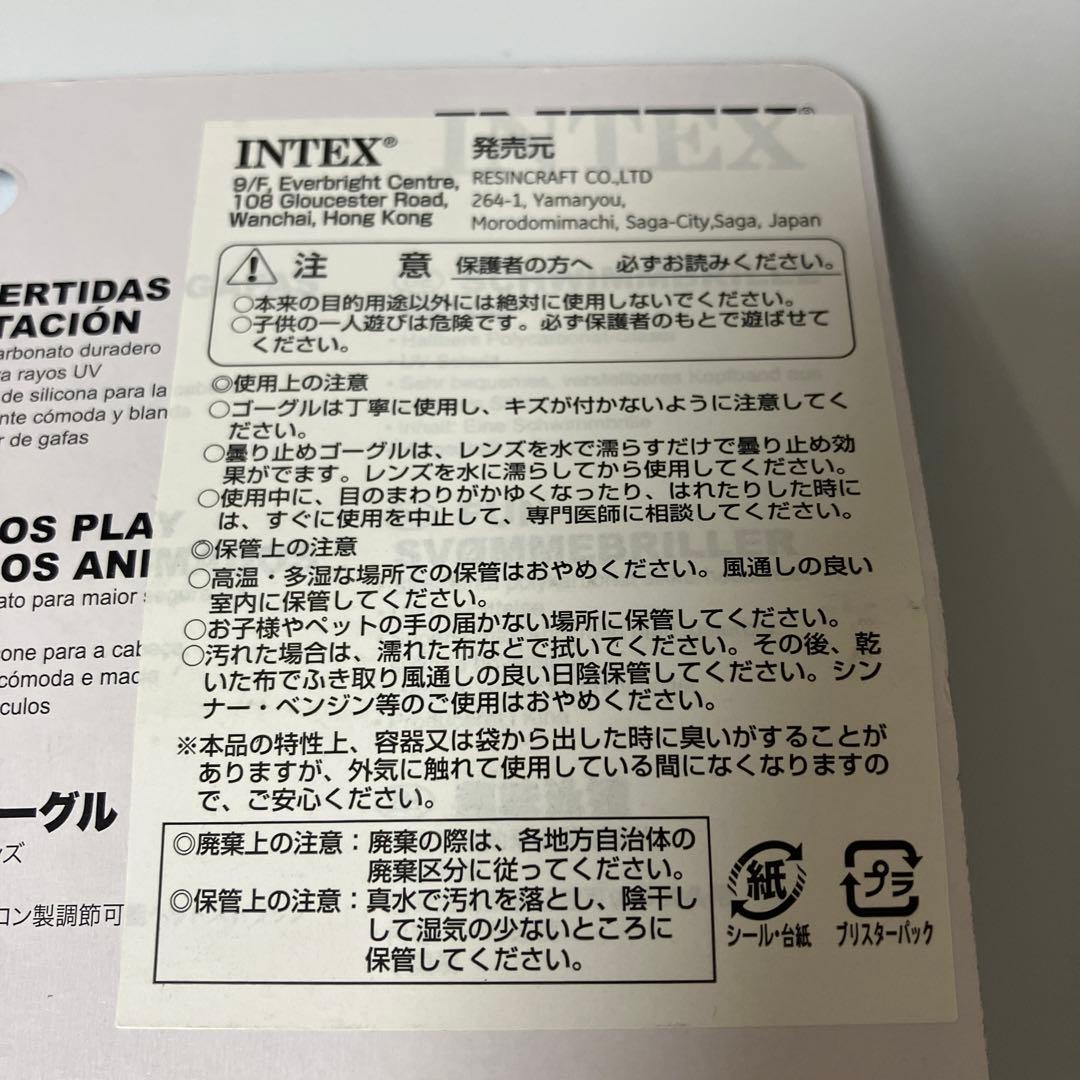 INTEX®
INTEX®
9/F, Everbright Centre,
108 Gloucester Road,
Wanchai, Hong Kong
発売元
RESINCRAFT CO.,LTD
264-1, Yamaryou,
Morodomimachi, Saga-City,Saga, Japan
注 意 保護者の方へ 必ずお読みください。
○本来の目的用途以外には絶対に使用しないでください。
○子供の一人遊びは危険です。必ず保護者のもとで遊ばせて
ください。
◎使用上の注意
○ゴーグルは丁寧に使用し、キズが付かないように注意してく
ださい。
○曇り止めゴーグルは、レンズを水で濡らすだけで曇り止め効
果がでます。レンズを水に濡らしてから使用してください。
○使用中に、目のまわりがかゆくなったり、はれたりした時に
は、すぐに使用を中止して、専門医師に相談してください。
◎保管上の注意
○高温・多湿な場所での保管はおやめください。風通しの良い
室内に保管してください。
○お子様やペットの手の届かない場所に保管してください。
○汚れた場合は、濡れた布などで拭いてください。その後、乾
いた布でふき取り風通しの良い日陰保管してください。シン
ナー・ベンジン等のご使用はおやめください。
※本品の特性上、容器又は袋から出した時に臭いがすることが
ありますが、外気に触れて使用している間になくなりますの
で、ご安心ください。
◎廃棄上の注意：廃棄の際は、各地方自治体の
廃棄区分に従ってください。
◎保管上の注意：真水で汚れを落とし、陰干し
して湿気の少ないところに
保管してください。
紙
シール・台紙
プラ
ブリスターパック
ERTIDAS
TACIÓN
arbonato duradero
a rayos UV
de silicona para la
nte cómoda y blan
r de gafas
OS PLA
OS ANI
ato para maior
cone para a cab
cómoda e mac
culos
ーグル
ンズ
コン製調節可
SVØMMEBRILLER